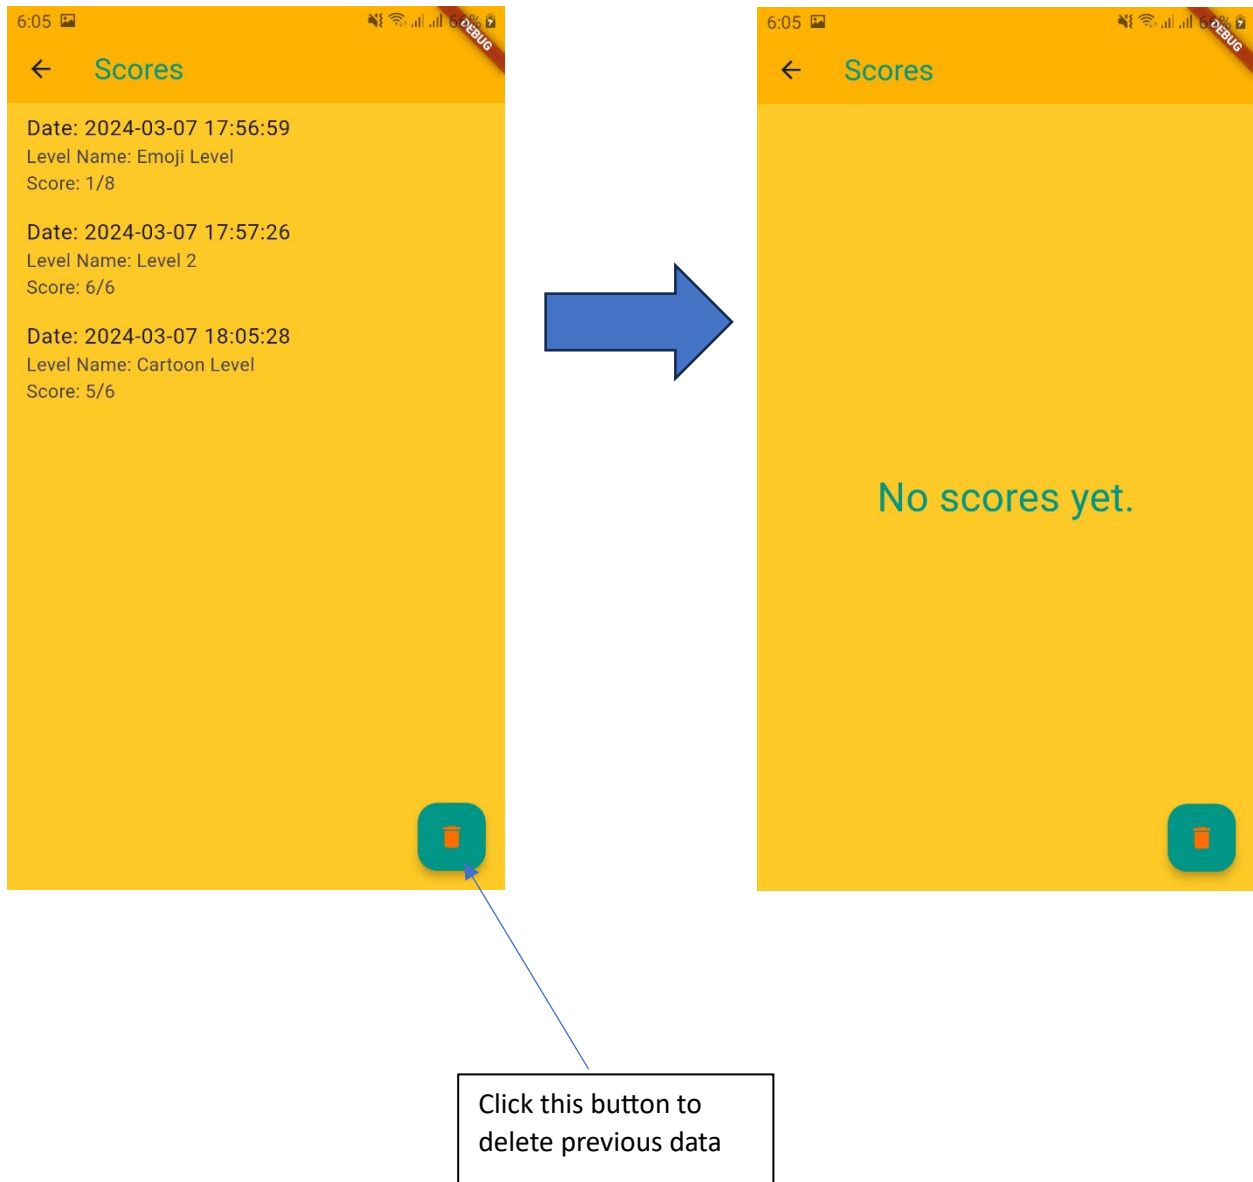 6:05
66%
DEBUG
Scores
Date: 2024-03-07 17:56:59
Level Name: Emoji Level
Score: 1/8
Date: 2024-03-07 17:57:26
Level Name: Level 2
Score: 6/6
Date: 2024-03-07 18:05:28
Level Name: Cartoon Level
Score: 5/6
6:05
66%
DEBUG
Scores
No scores yet.
Click this button to
delete previous data